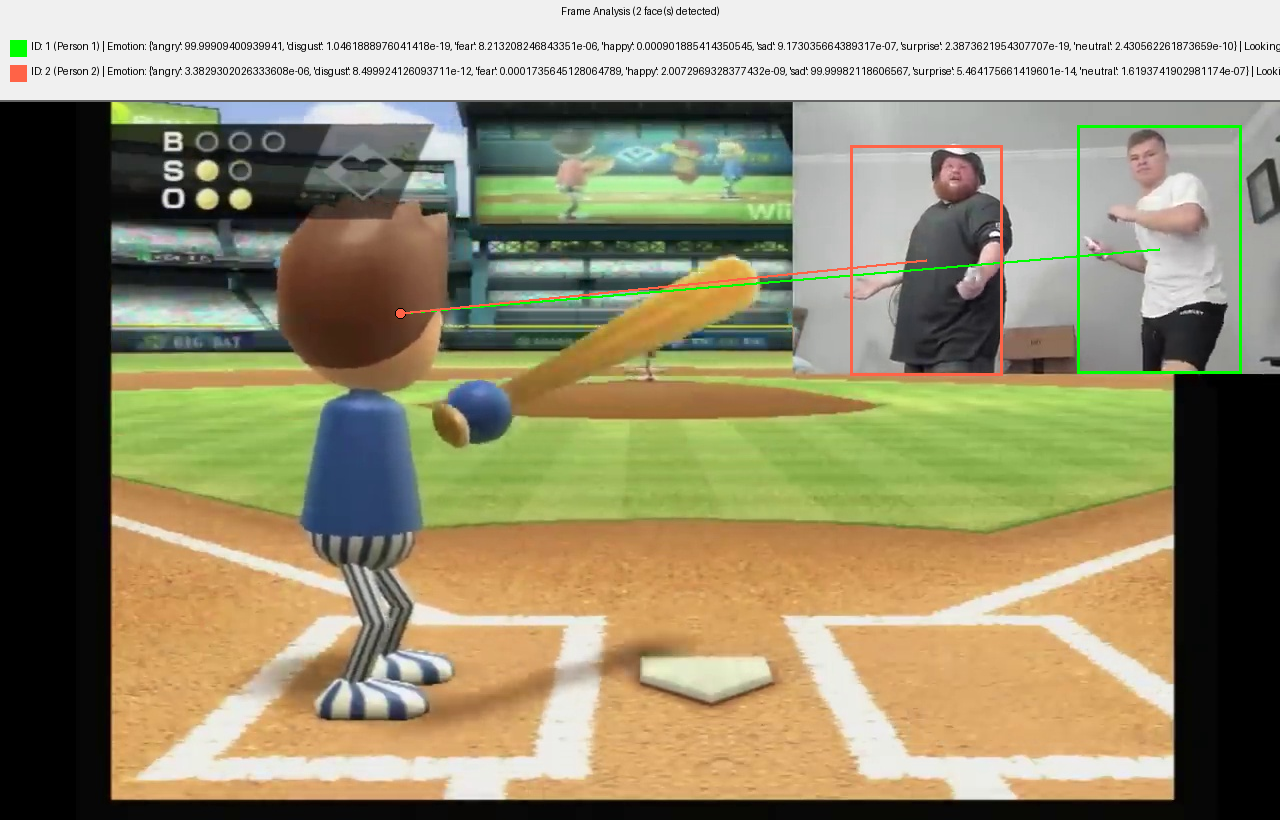 Frame Analysis (2 face(s) detected)
ID: 1 (Person 1) | Emotion: {'angry': 99.99909400939941, 'disgust': 1.0461888976041418e-19, 'fear': 8.213208246843351e-06, 'happy': 0.000901885414350545, 'sad': 9.173035664389317e-07, 'surprise': 2.3873621954307707e-19, 'neutral': 2.430562261873659e-10} | Looking
ID: 2 (Person 2) | Emotion: {'angry': 3.3829302026333608e-06, 'disgust': 8.499924126093711e-12, 'fear': 0.0001735645128064789, 'happy': 2.0072969328377432e-09, 'sad': 99.99982118606567, 'surprise': 5.464175661419601e-14, 'neutral': 1.6193741902981174e-07} | Looki
B
S
O
Wii
BIG BAT